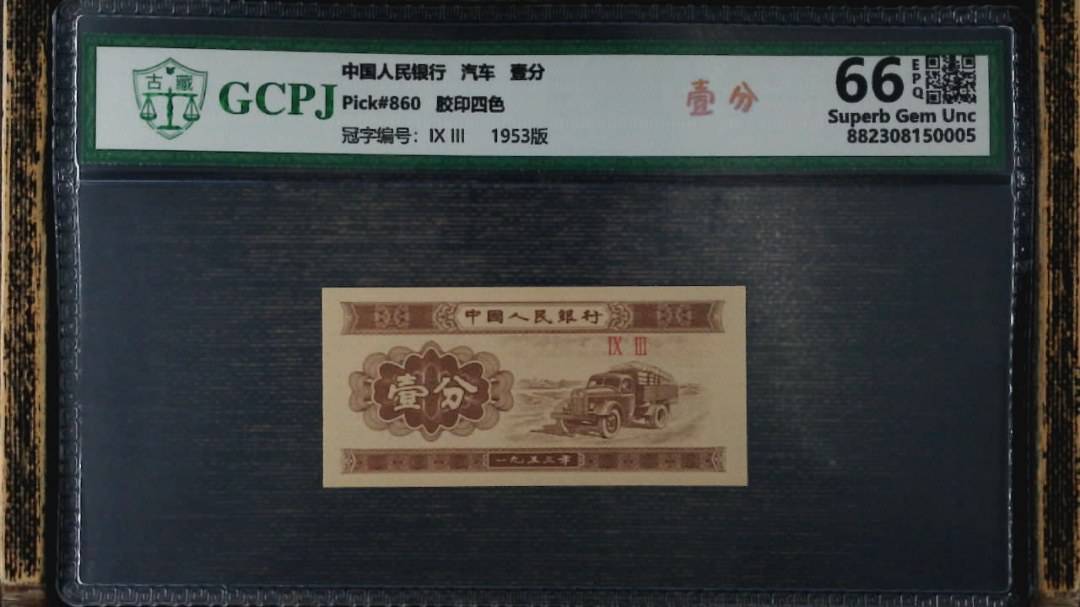 古藏
GCPJ
中国人民银行 汽车 壹分
Pick#860 胶印四色
冠字编号：IX III 1953版
壹分
66 EPQ
Superb Gem Unc
882308150005
中國人民銀行
IX III
壹分
一九五三年